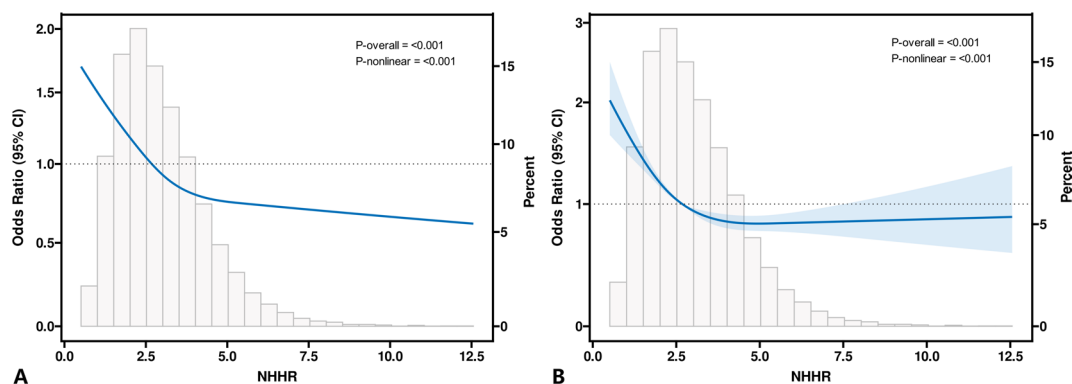 2.0
1.5
1.0
0.5
0.0
Odds Ratio (95% CI)
P-overall = <0.001
P-nonlinear = <0.001
15
10
5
0
Percent
0.0 2.5 5.0 7.5 10.0 12.5
NHHR
A
3
2
1
0
Odds Ratio (95% CI)
P-overall = <0.001
P-nonlinear = <0.001
15
10
5
0
Percent
0.0 2.5 5.0 7.5 10.0 12.5
NHHR
B